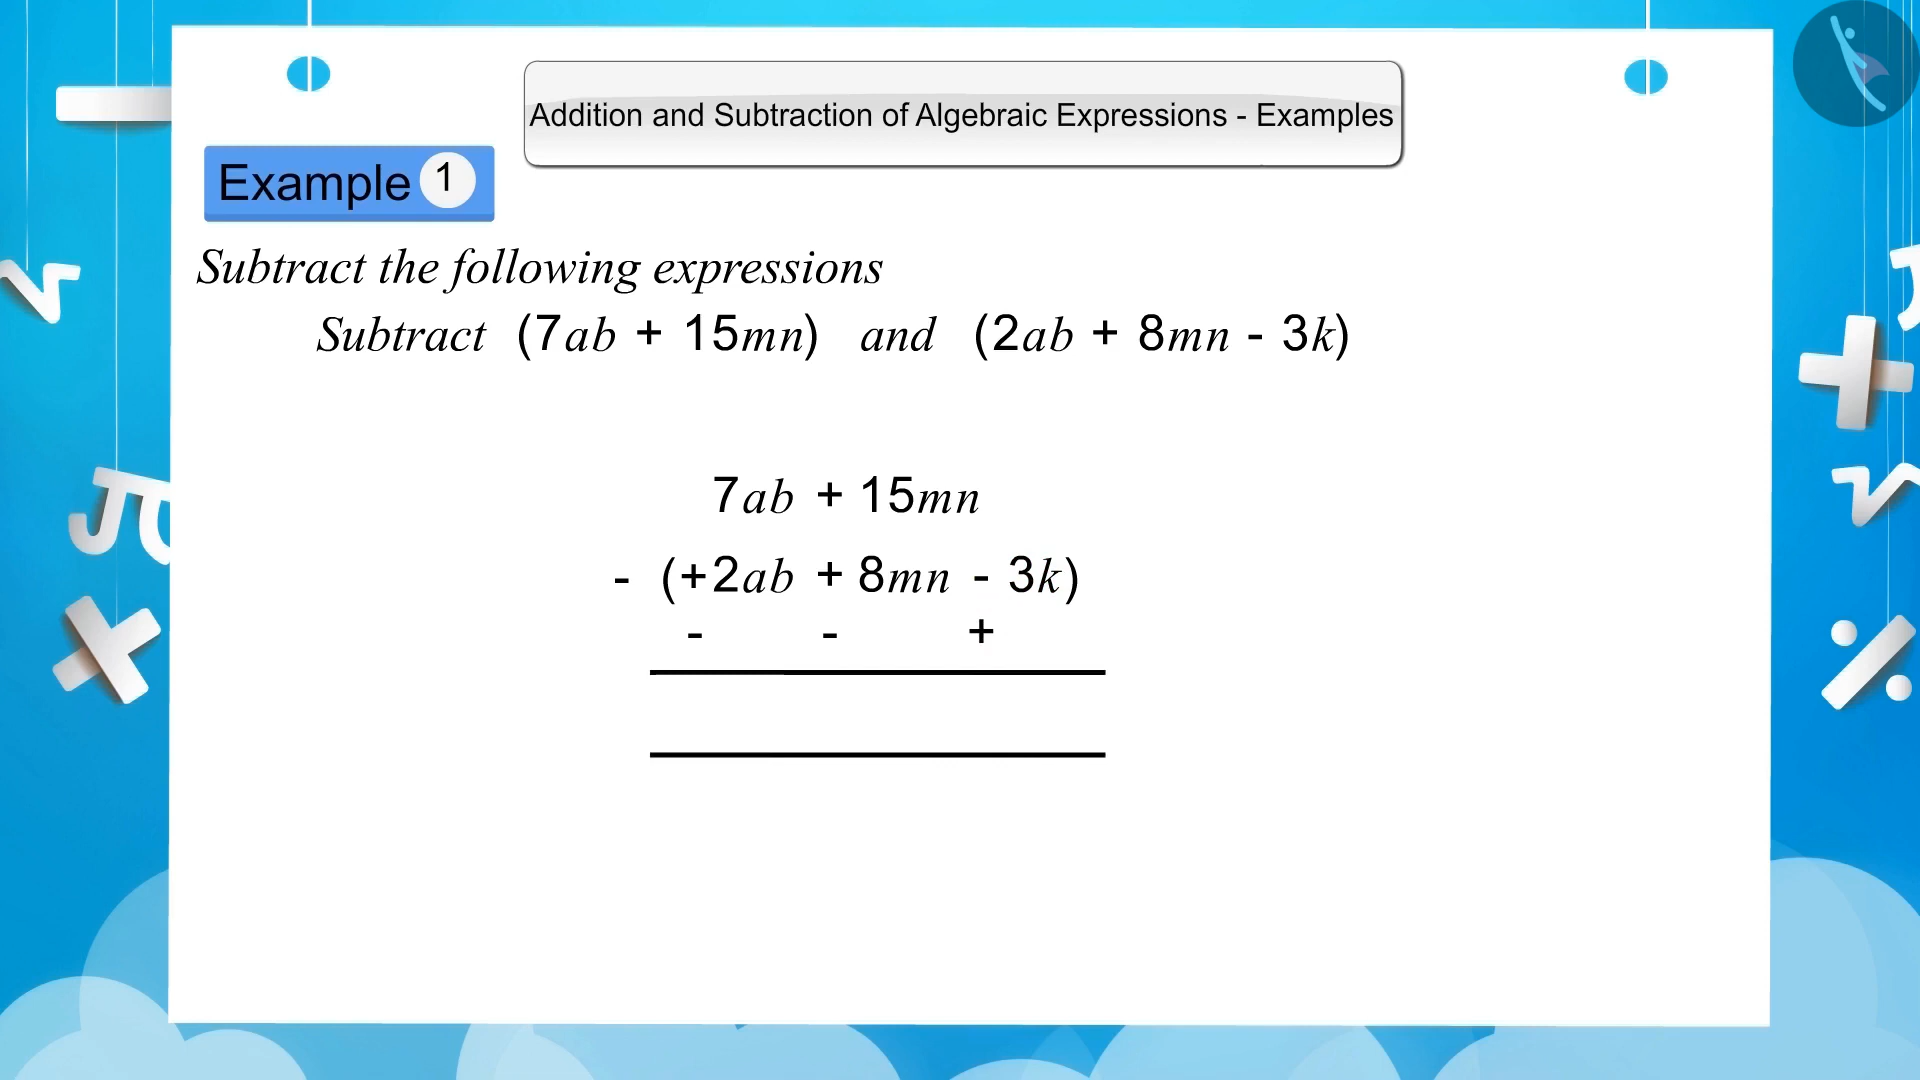 Addition and Subtraction of Algebraic Expressions - Examples
Example 1
Subtract the following expressions
Subtract (7ab + 15mn) and (2ab + 8mn - 3k)
7ab + 15mn
- (+2ab + 8mn - 3k)
- - +